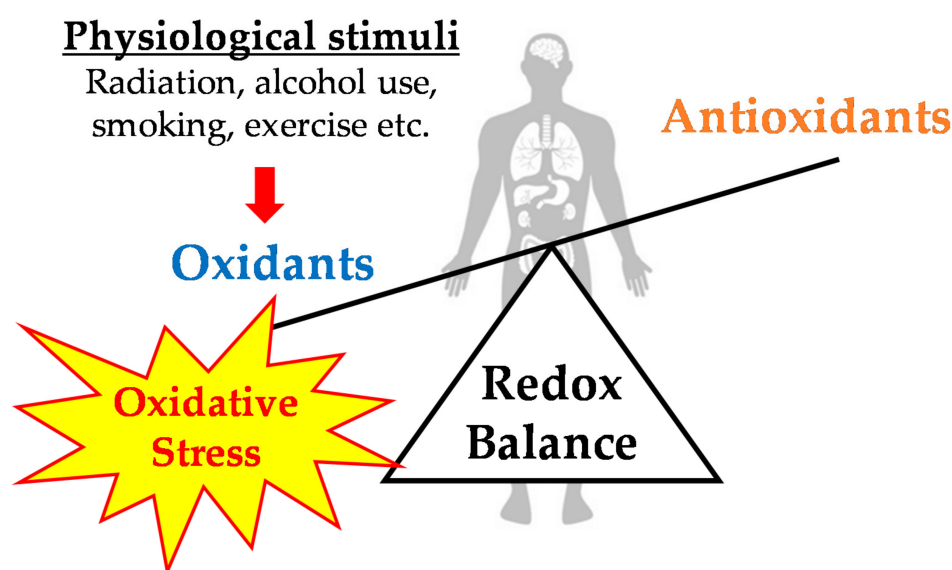 Physiological stimuli
Radiation, alcohol use,
smoking, exercise etc.
Antioxidants
Oxidants
Oxidative
Stress
Redox
Balance